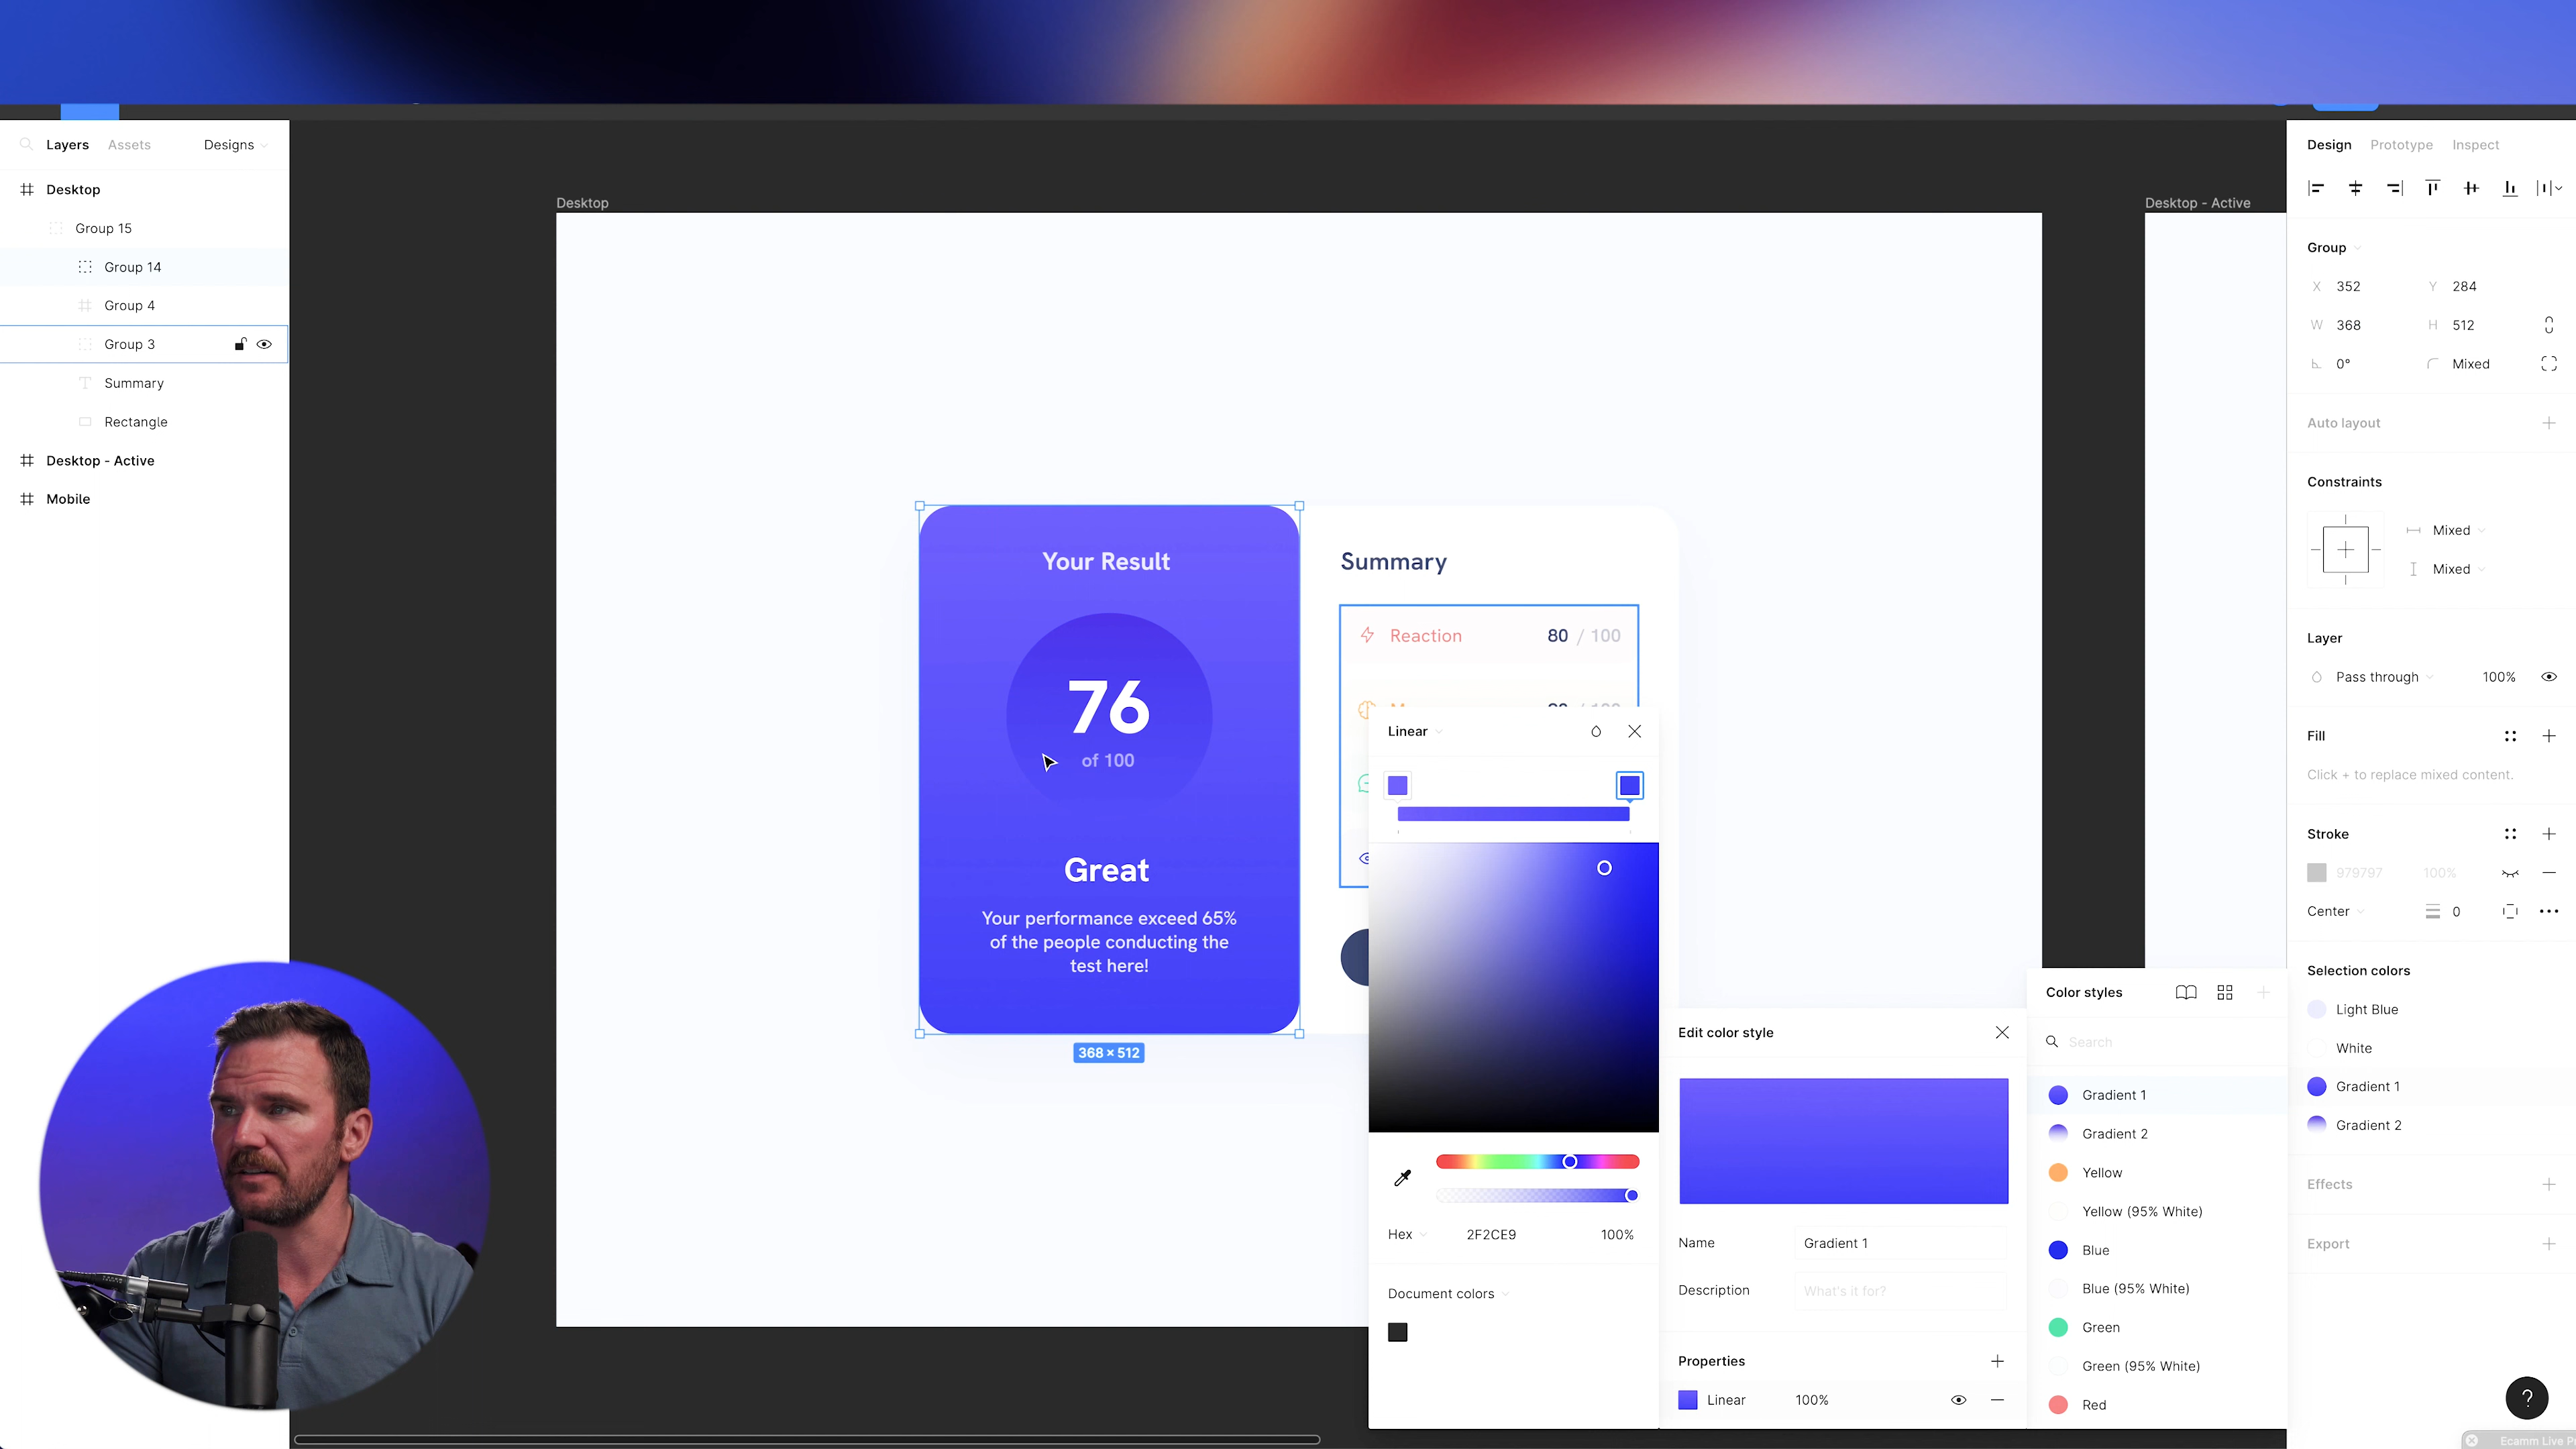 Layers Assets Designs
Desktop
Group 15
Group 14
Group 4
Group 3
Summary
Rectangle
Desktop - Active
Mobile
Desktop
Desktop - Active
Your Result
76
of 100
Great
Your performance exceed 65%
of the people conducting the
test here!
368 × 512
Summary
Reaction 80 / 100
Linear
Hex 2F2CE9 100%
Document colors
Edit color style
Name Gradient 1
Description What's it for?
Properties
Linear 100%
Color styles
Search
Gradient 1
Gradient 2
Yellow
Yellow (95% White)
Blue
Blue (95% White)
Green
Green (95% White)
Red
Design Prototype Inspect
Group
X 352 Y 284
W 368 H 512
0° Mixed
Auto layout
Constraints
Mixed
Mixed
Layer
Pass through 100%
Fill
Click + to replace mixed content.
Stroke
979797 100%
Center 0
Selection colors
Light Blue
White
Gradient 1
Gradient 2
Effects
Export
?
Ecamm Live